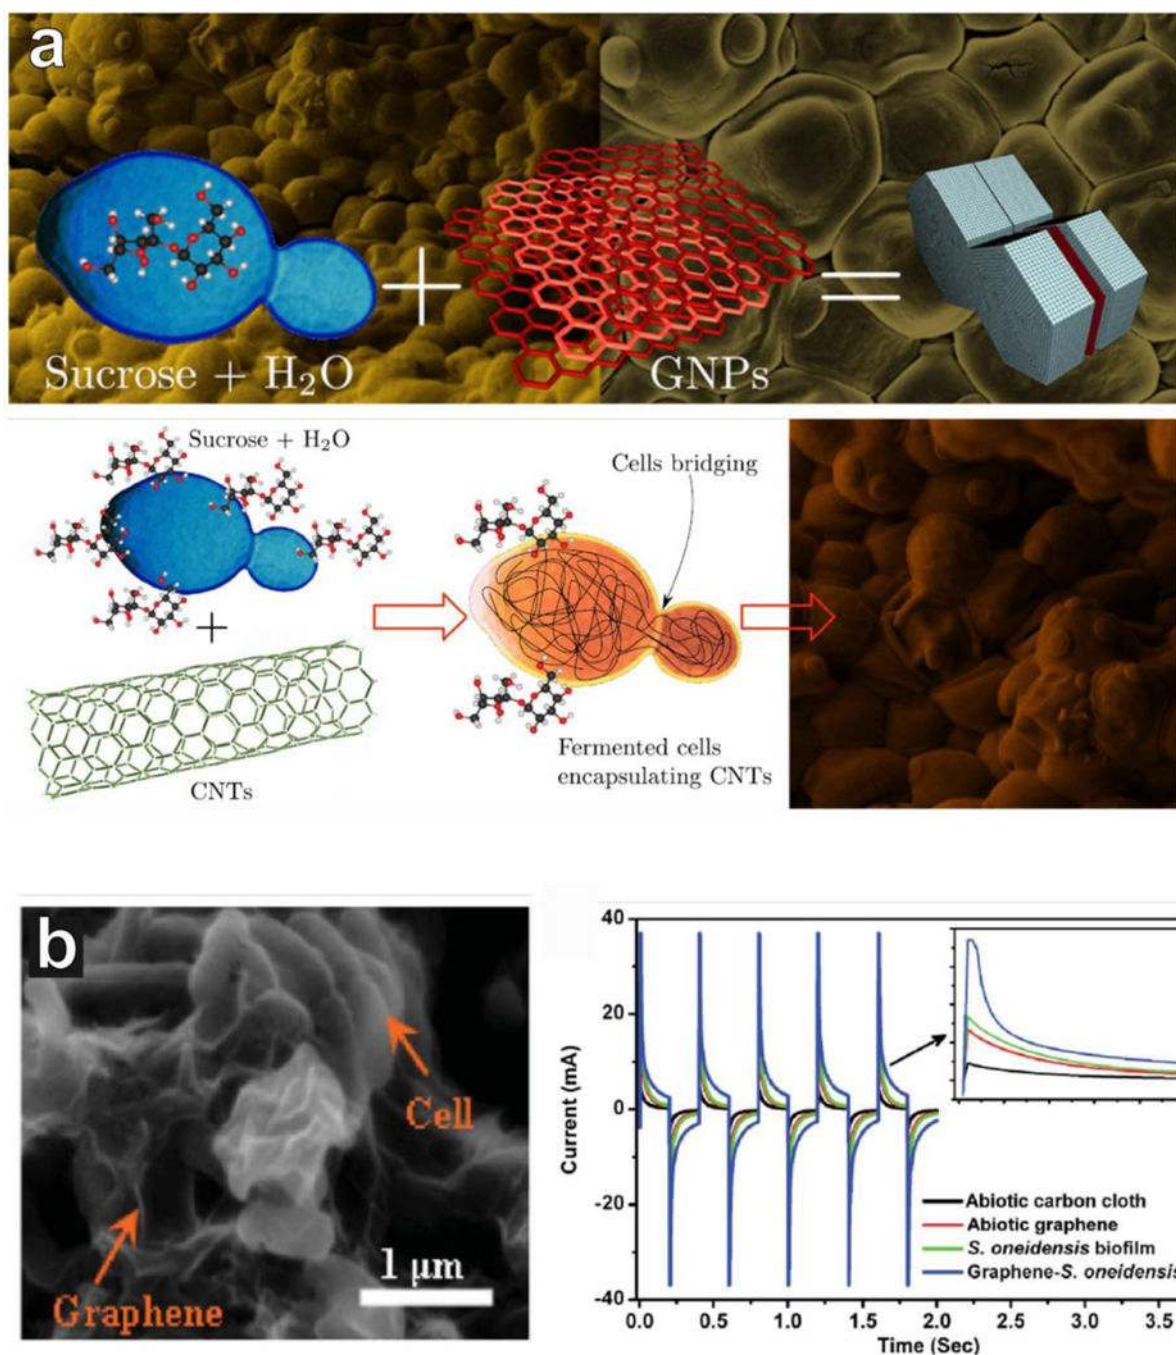 a
Sucrose + H₂O
GNPs
Sucrose + H₂O
Cells bridging
CNTs
Fermented cells
encapsulating CNTs
b
Cell
Graphene
1 μm
Current (mA)
40
20
0
-20
-40
Abiotic carbon cloth
Abiotic graphene
S. oneidensis biofilm
Graphene-S. oneidensis
0.0 0.5 1.0 1.5 2.0 2.5 3.0 3.5
Time (Sec)